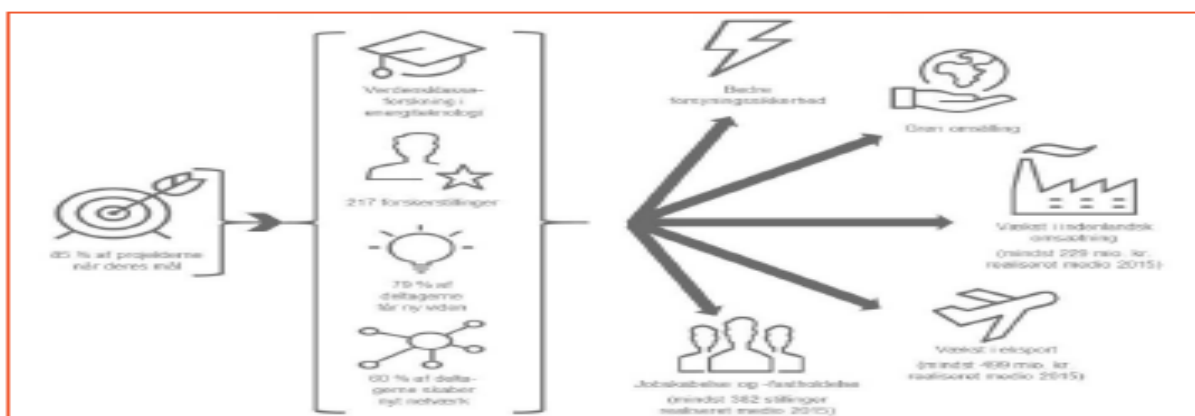 85 % af projekterne
når deres mål
Verdensklasse-
forskning i
energiteknologi
217 forskerstillinger
79 % af
deltagerne
får ny viden
60 % af delta-
gerne skaber
nyt netværk
Bedre
forsyningssikkerhed
Grøn omstilling
Vækst i indenlandsk
omsætning
(mindst 229 mio. kr.
realiseret medio 2015)
Vækst i eksport
(mindst 499 mio. kr.
realiseret medio 2015)
Jobskabelse og -fastholdelse
(mindst 362 stillinger
realiseret medio 2015)